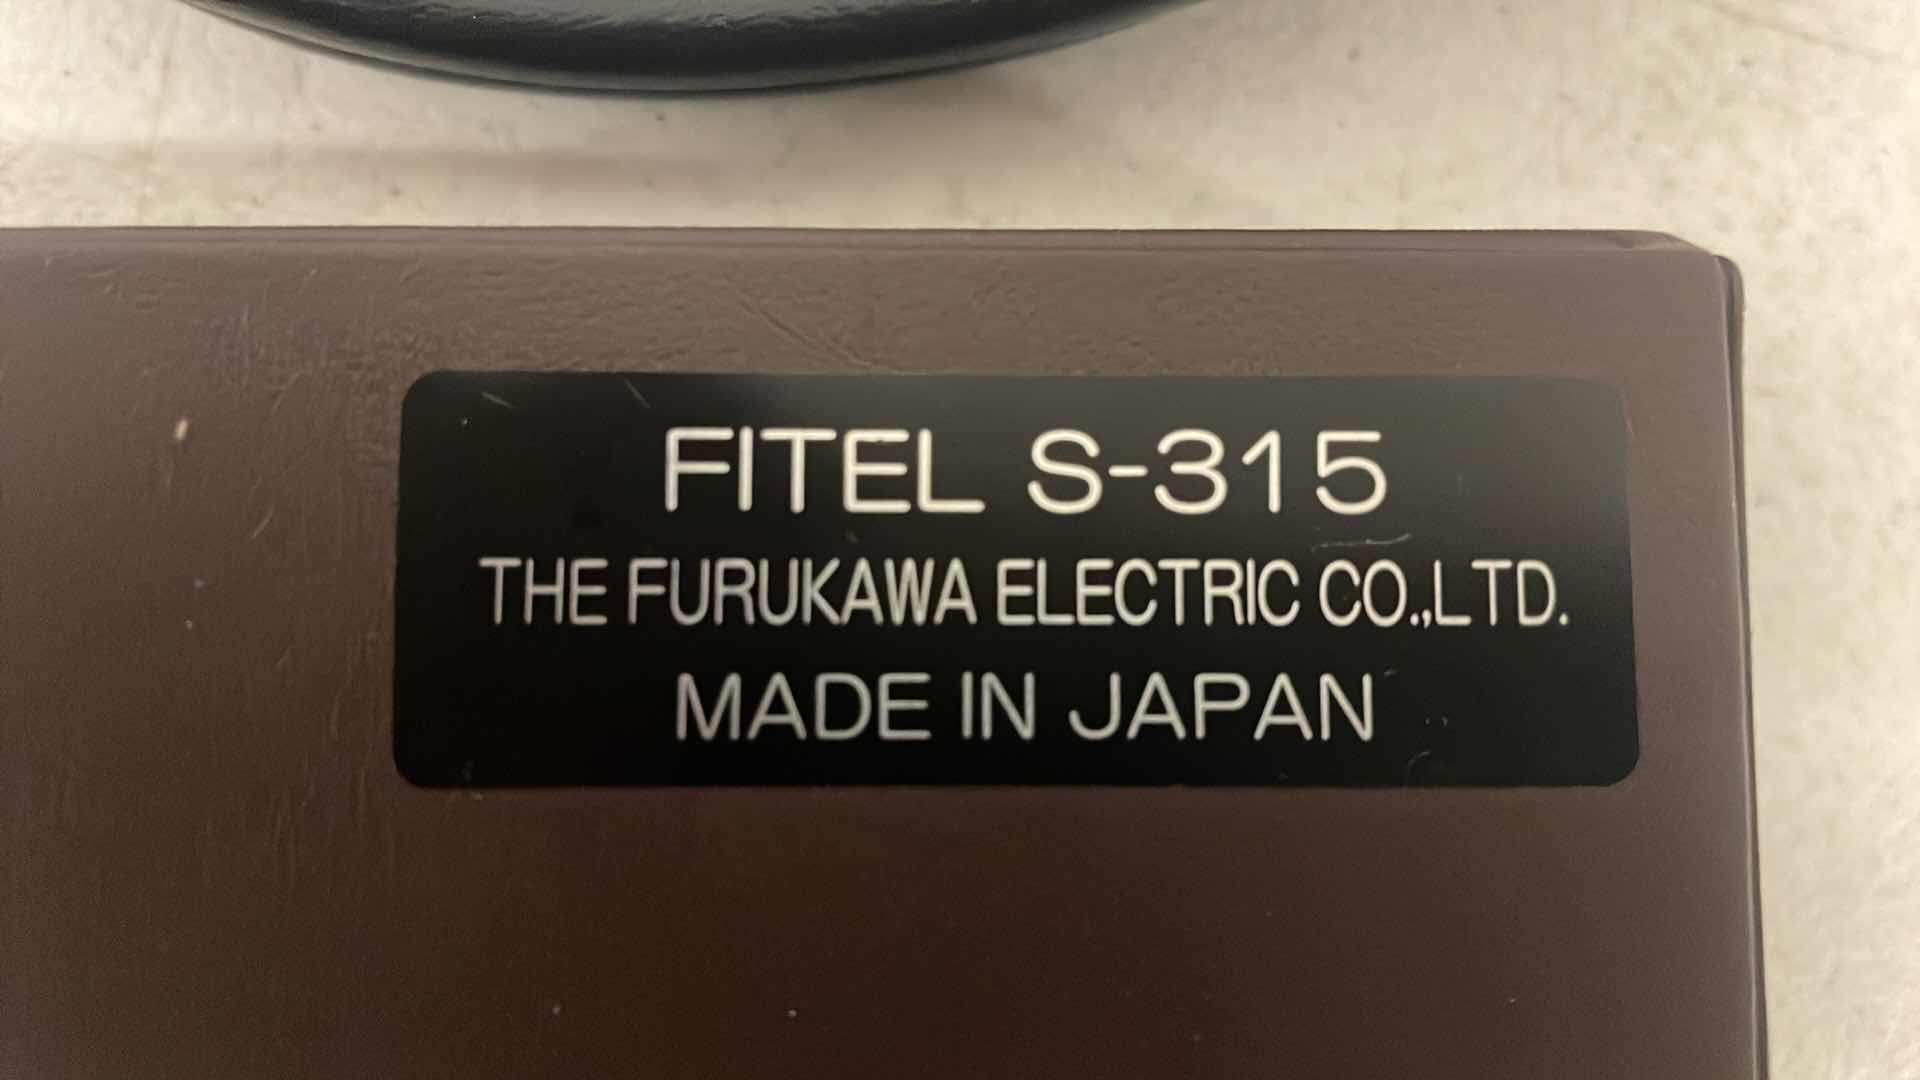 FITEL S-315
THE FURUKAWA ELECTRIC CO.,LTD.
MADE IN JAPAN